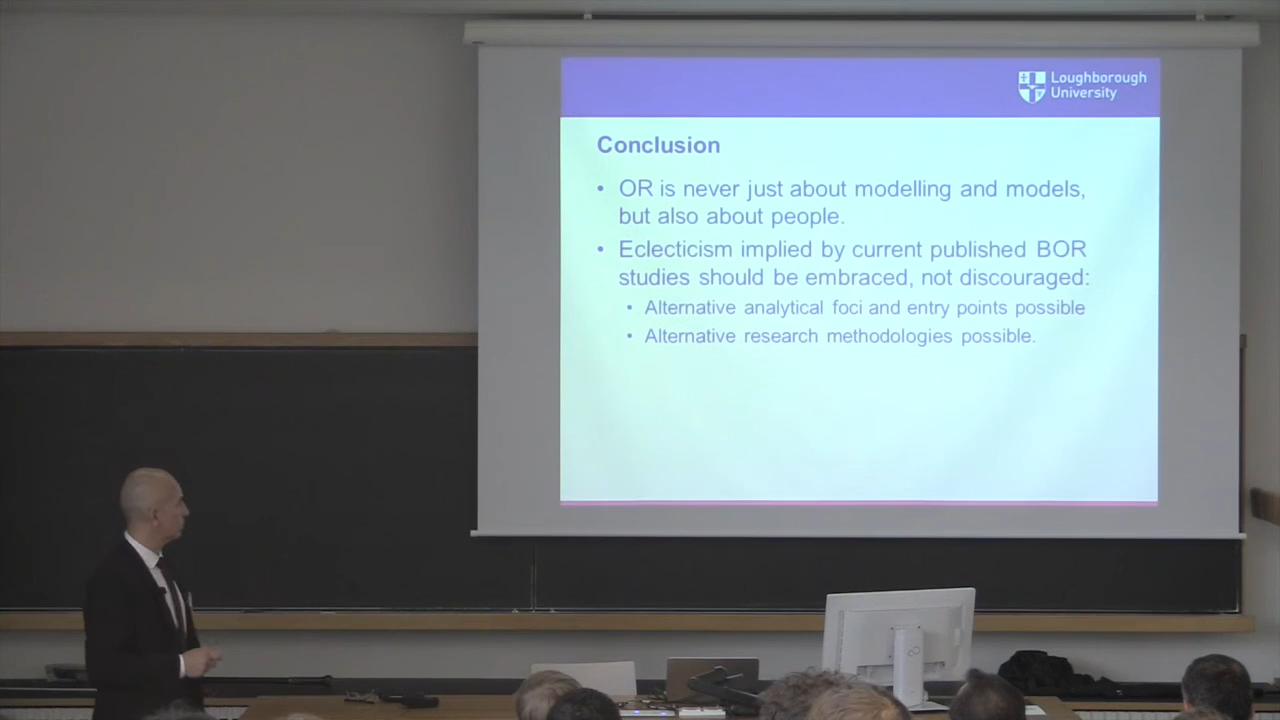 Loughborough
University
Conclusion
• OR is never just about modelling and models,
but also about people.
• Eclecticism implied by current published BOR
studies should be embraced, not discouraged:
• Alternative analytical foci and entry points possible
• Alternative research methodologies possible.